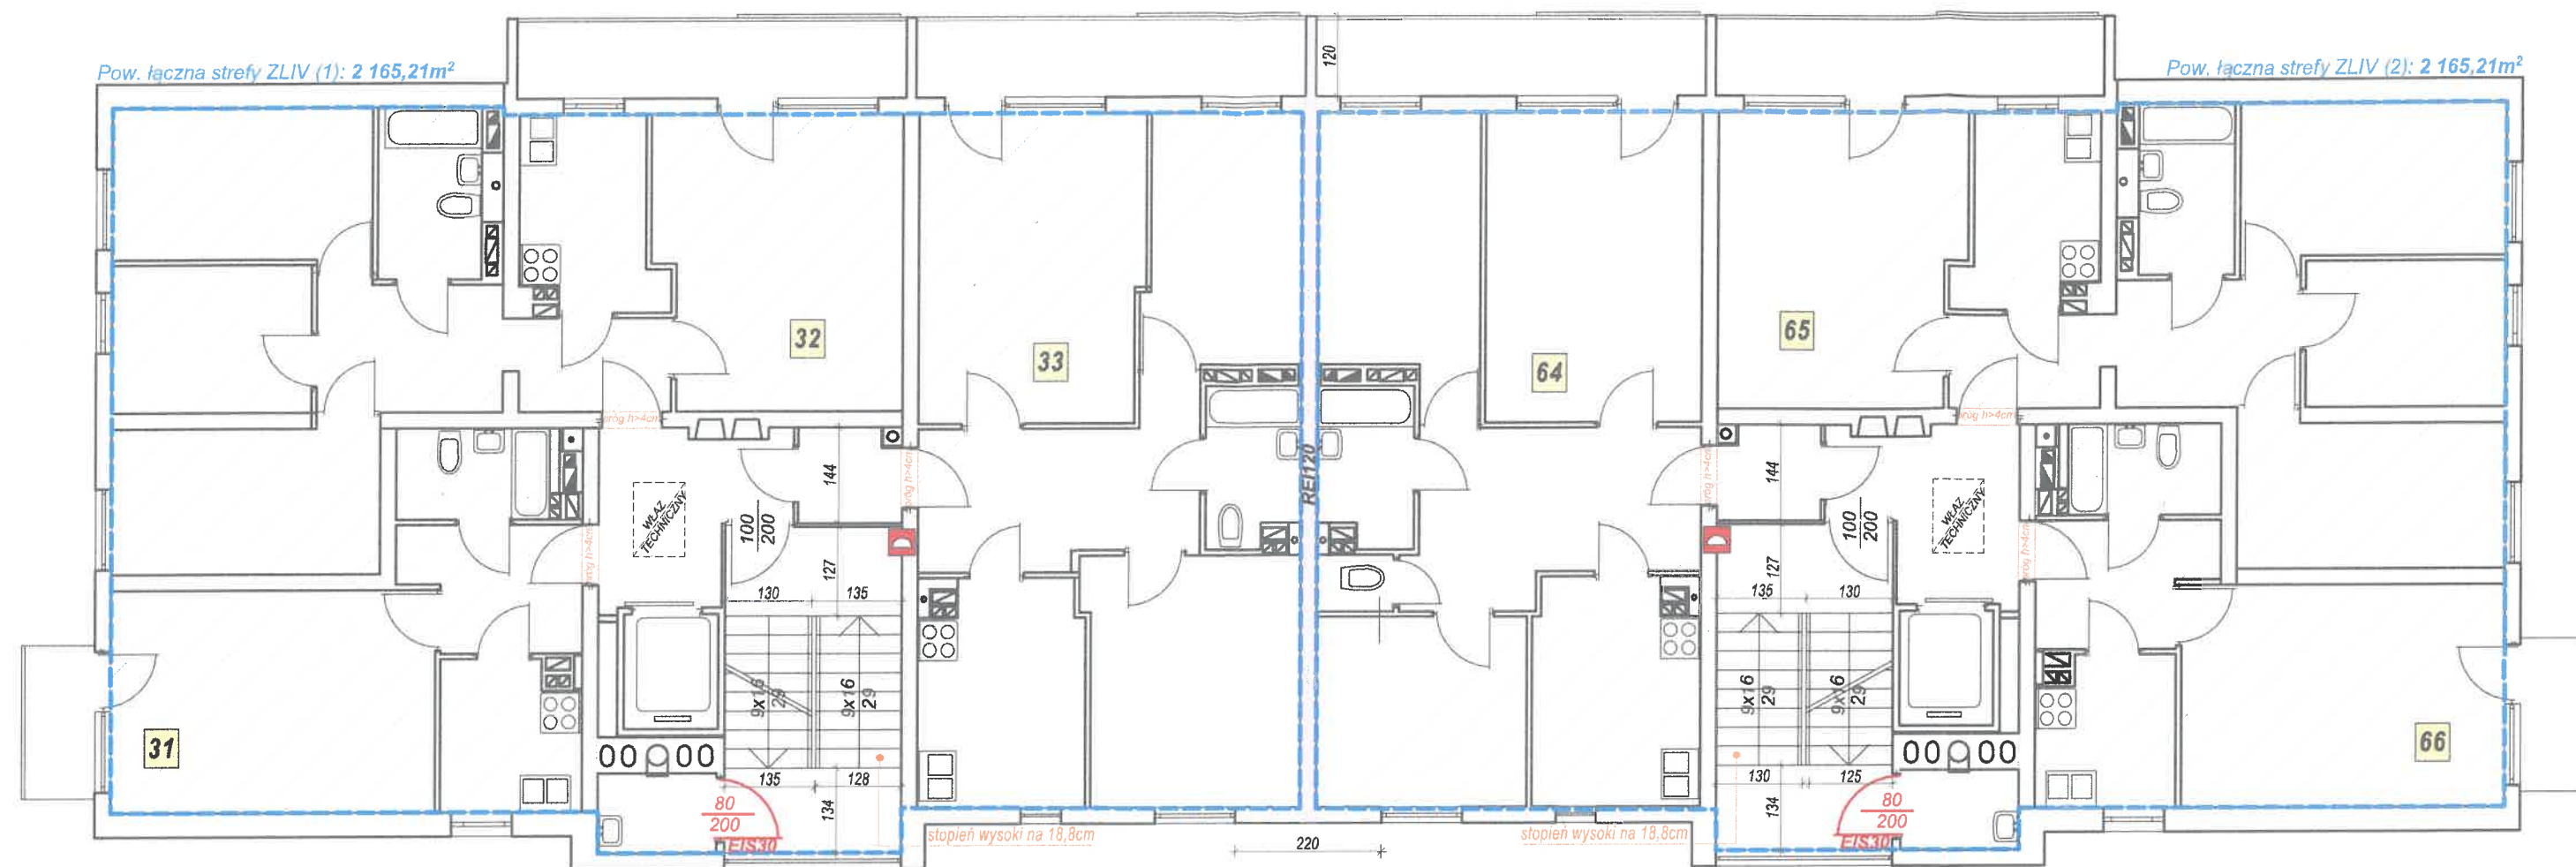 120
Pow. łączna strefy ZLIV (1): 2 165,21m²
Pow. łączna strefy ZLIV (2): 2 165,21m²
32
33
64
65
próg h>4cm
próg h>4cm
144
próg h>4cm
REI120
próg h>4cm
144
WŁAZ
TECHNICZNY
100
200
100
200
WŁAZ
TECHNICZNY
próg h>4cm
127
127
próg h>4cm
130
135
135
130
9x16
29
9x16
29
9x16
29
9x16
29
31
66
135
128
130
125
80
200
EIS30
134
stopień wysoki na 18,8cm
220
stopień wysoki na 18,8cm
134
80
200
EIS30